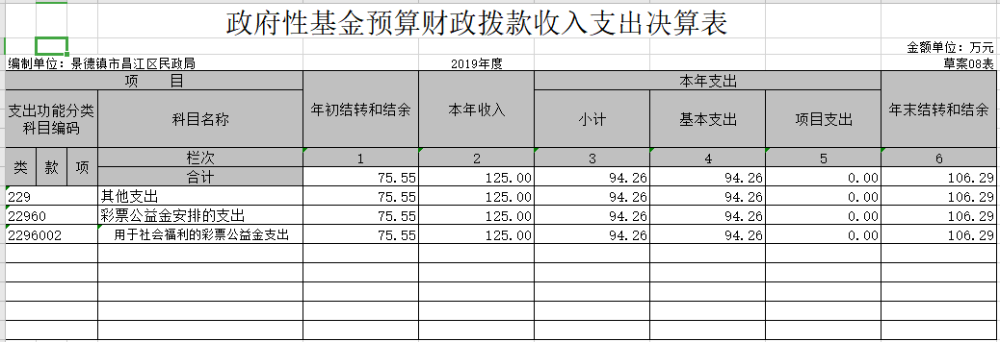 政府性基金预算财政拨款收入支出决算表
金额单位：万元
编制单位：景德镇市昌江区民政局 2019年度 草案08表
项 目 年初结转和结余 本年收入 本年支出 年末结转和结余
支出功能分类科目编码 科目名称 小计 基本支出 项目支出
类 款 项 栏次 1 2 3 4 5 6
合计 75.55 125.00 94.26 94.26 0.00 106.29
229 其他支出 75.55 125.00 94.26 94.26 0.00 106.29
22960 彩票公益金安排的支出 75.55 125.00 94.26 94.26 0.00 106.29
2296002 用于社会福利的彩票公益金支出 75.55 125.00 94.26 94.26 0.00 106.29